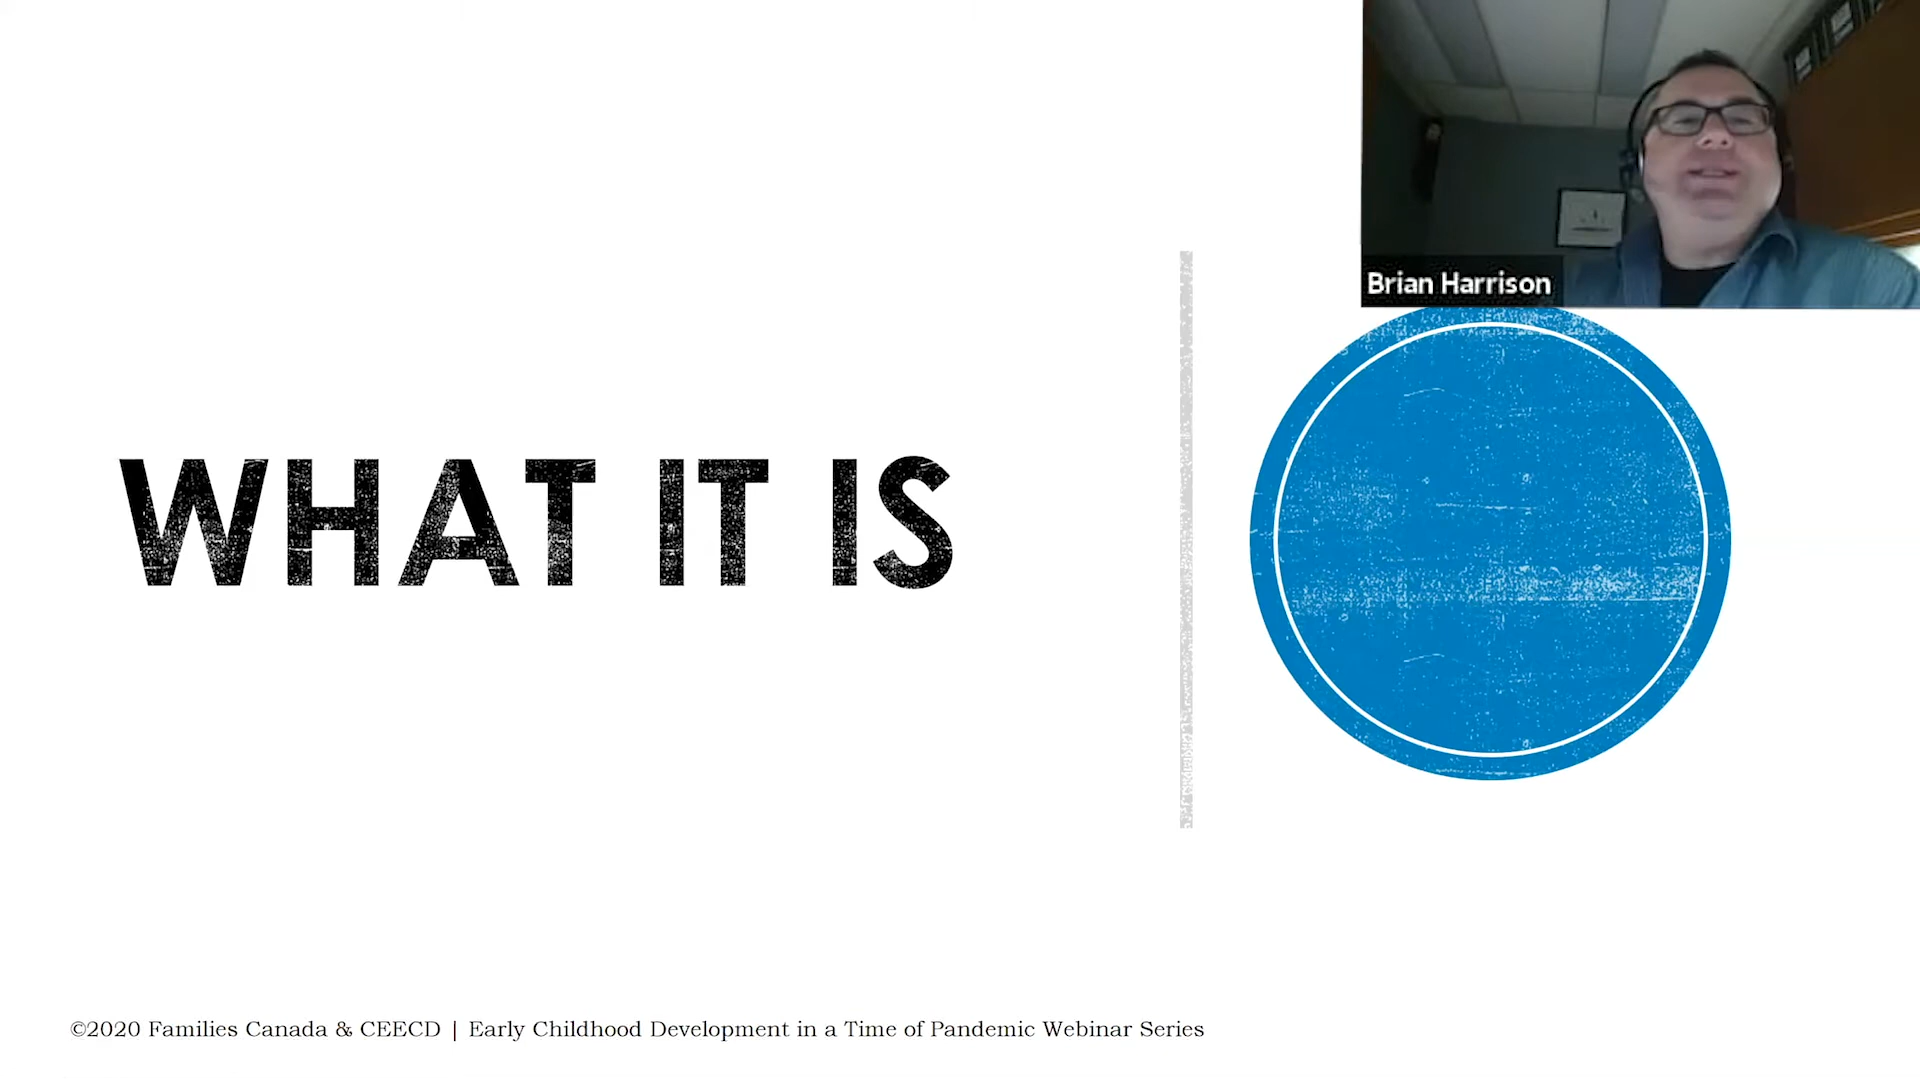 Brian Harrison
WHAT IT IS
©2020 Families Canada & CEECD | Early Childhood Development in a Time of Pandemic Webinar Series